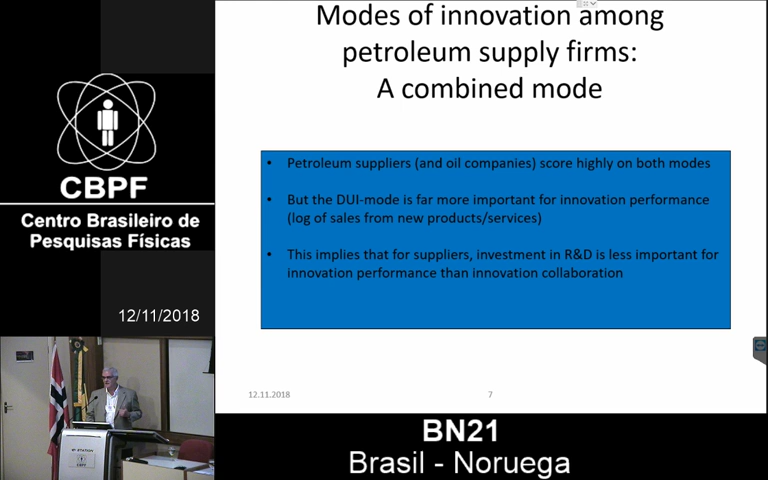 Modes of innovation among
petroleum supply firms:
A combined mode
• Petroleum suppliers (and oil companies) score highly on both modes
• But the DUI-mode is far more important for innovation performance
(log of sales from new products/services)
• This implies that for suppliers, investment in R&D is less important for
innovation performance than innovation collaboration
12.11.2018
7
CBPF
Centro Brasileiro de
Pesquisas Físicas
12/11/2018
CBPF
BN21
Brasil - Noruega